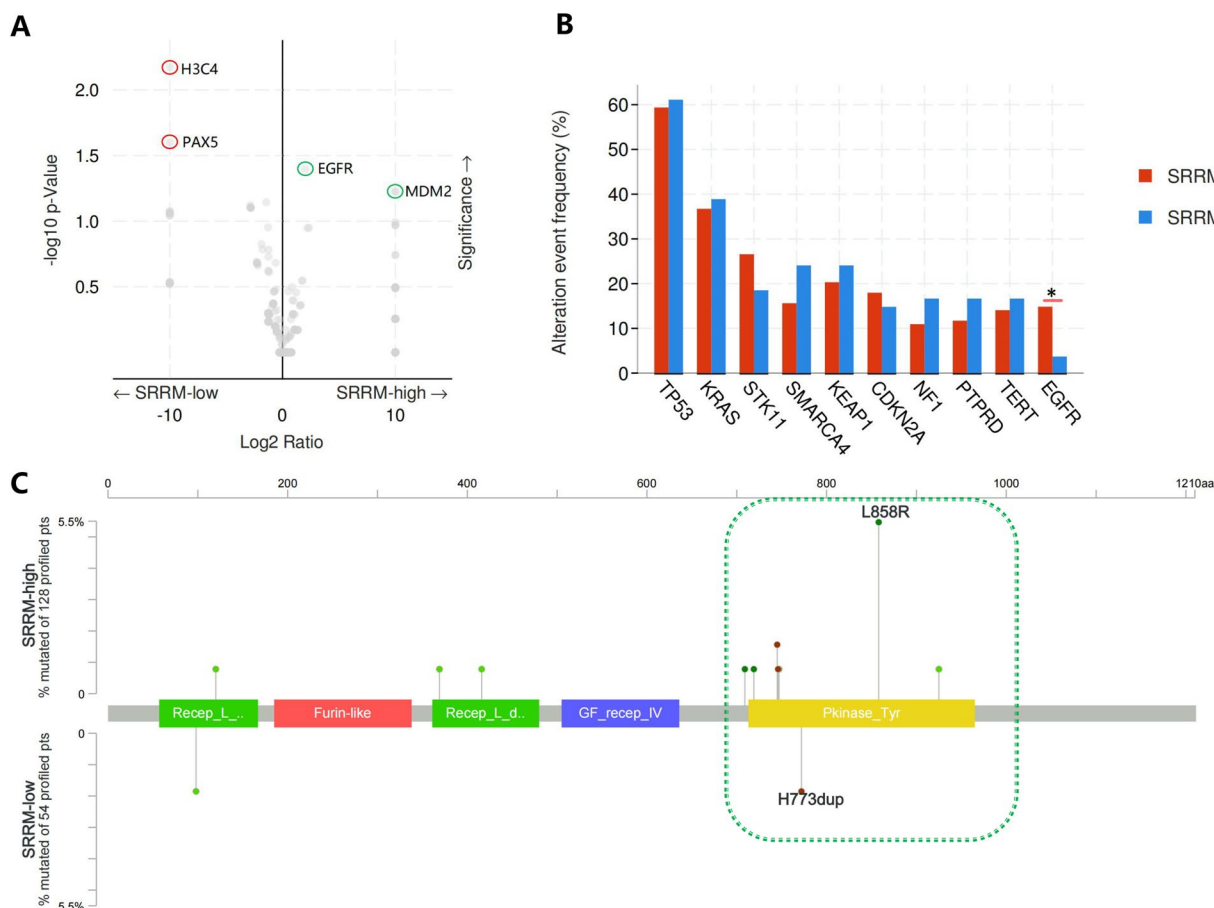 A
H3C4
PAX5
EGFR
MDM2
2.0
1.5
1.0
0.5
-log10 p-Value
Significance →
← SRRM-low
SRRM-high →
-10
0
10
Log2 Ratio
B
Alteration event frequency (%)
60
50
40
30
20
10
0
*
TP53
KRAS
STK11
SMARCA4
KEAP1
CDKN2A
NF1
PTPRD
TERT
EGFR
SRRM
SRRM
C
0
200
400
600
800
1000
1210aa
SRRM-high
% mutated of 128 profiled pts
5.5%
0
L858R
Recep_L_..
Furin-like
Recep_L_d..
GF_recep_IV
Pkinase_Tyr
SRRM-low
% mutated of 54 profiled pts
0
5.5%
H773dup